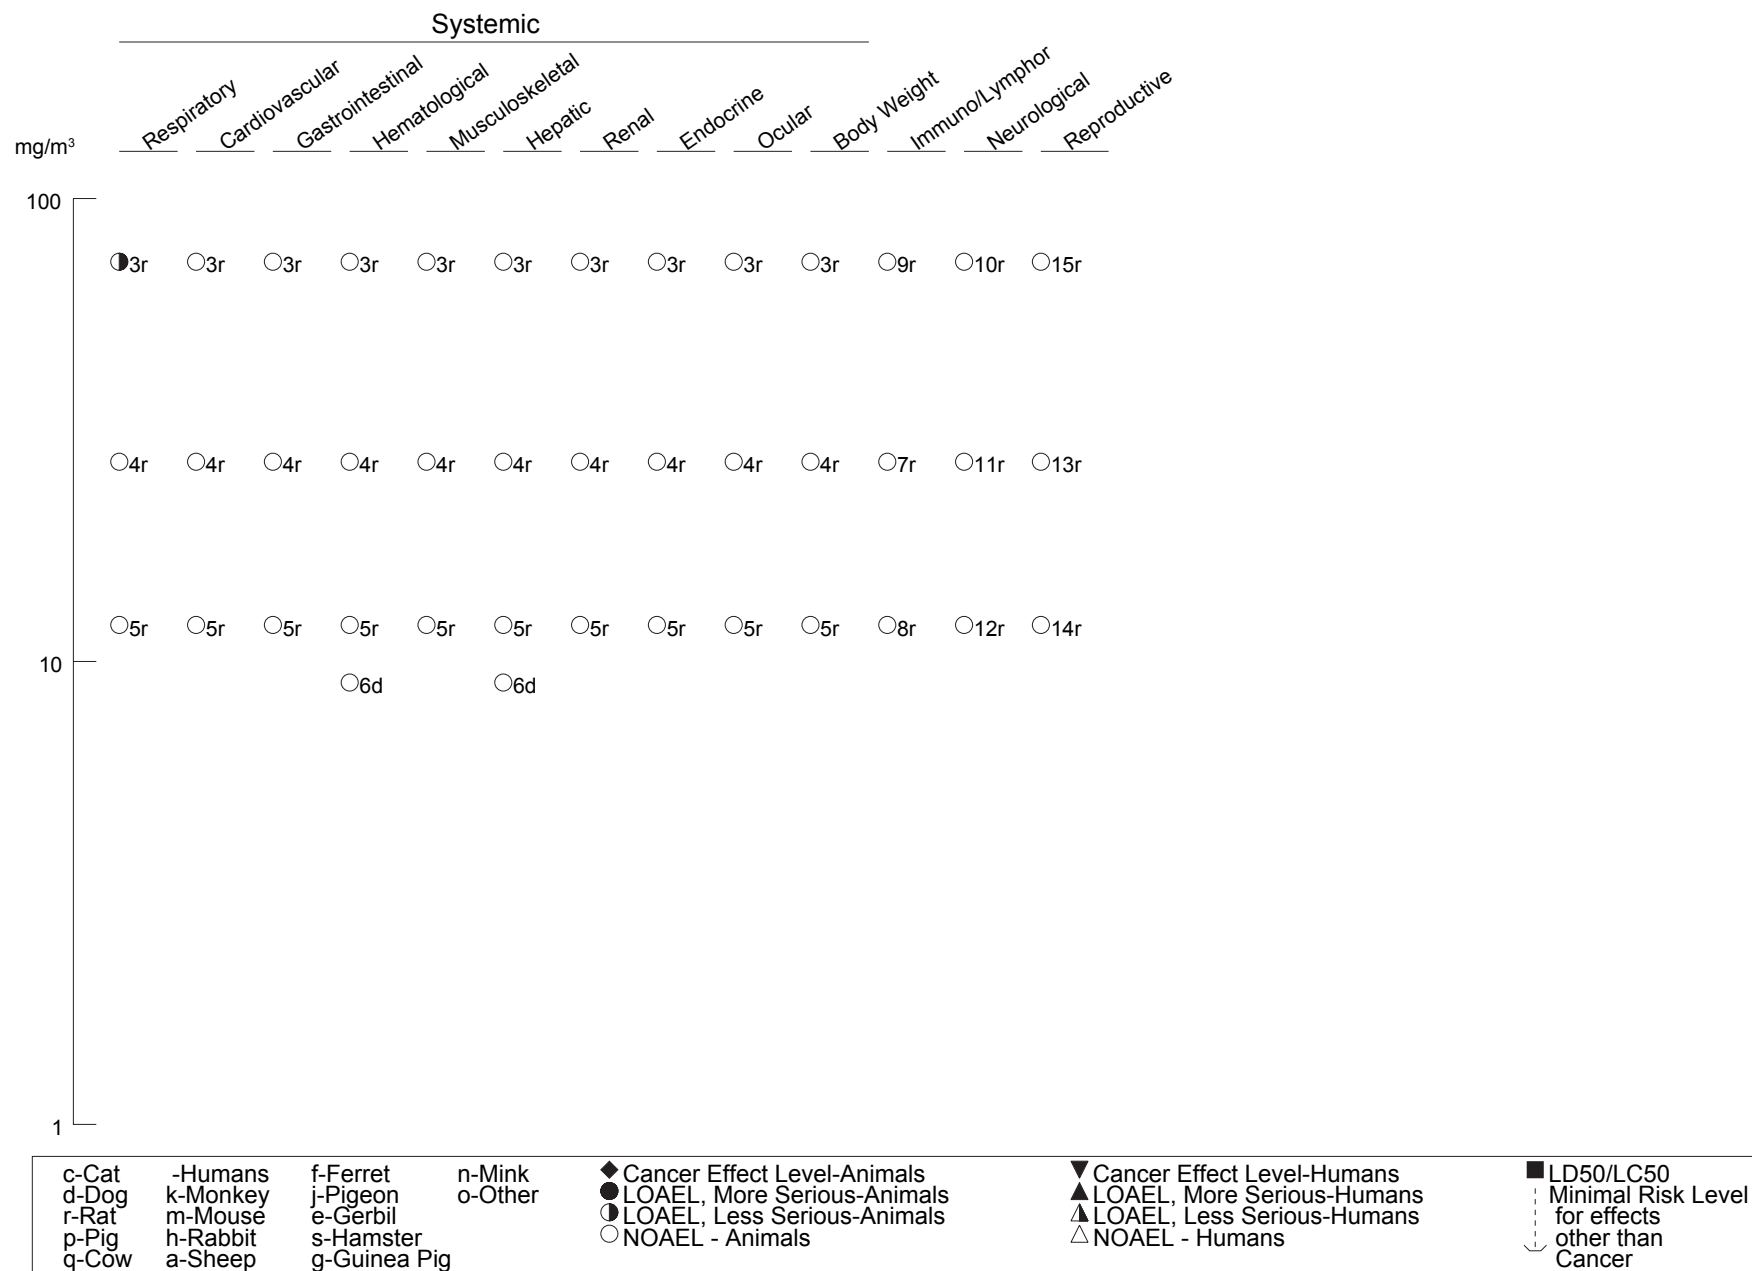 Systemic
Respiratory Cardiovascular Gastrointestinal Hematological Musculoskeletal Hepatic Renal Endocrine Ocular Body Weight Immuno/Lymphor Neurological Reproductive
mg/m³
100
3r 3r 3r 3r 3r 3r 3r 3r 3r 3r 9r 10r 15r
4r 4r 4r 4r 4r 4r 4r 4r 4r 4r 7r 11r 13r
5r 5r 5r 5r 5r 5r 5r 5r 5r 5r 8r 12r 14r
10
6d 6d
1
c-Cat -Humans f-Ferret n-Mink Cancer Effect Level-Animals Cancer Effect Level-Humans LD50/LC50
d-Dog k-Monkey j-Pigeon o-Other LOAEL, More Serious-Animals LOAEL, More Serious-Humans Minimal Risk Level
r-Rat m-Mouse e-Gerbil LOAEL, Less Serious-Animals LOAEL, Less Serious-Humans for effects
p-Pig h-Rabbit s-Hamster NOAEL - Animals NOAEL - Humans other than
q-Cow a-Sheep g-Guinea Pig Cancer